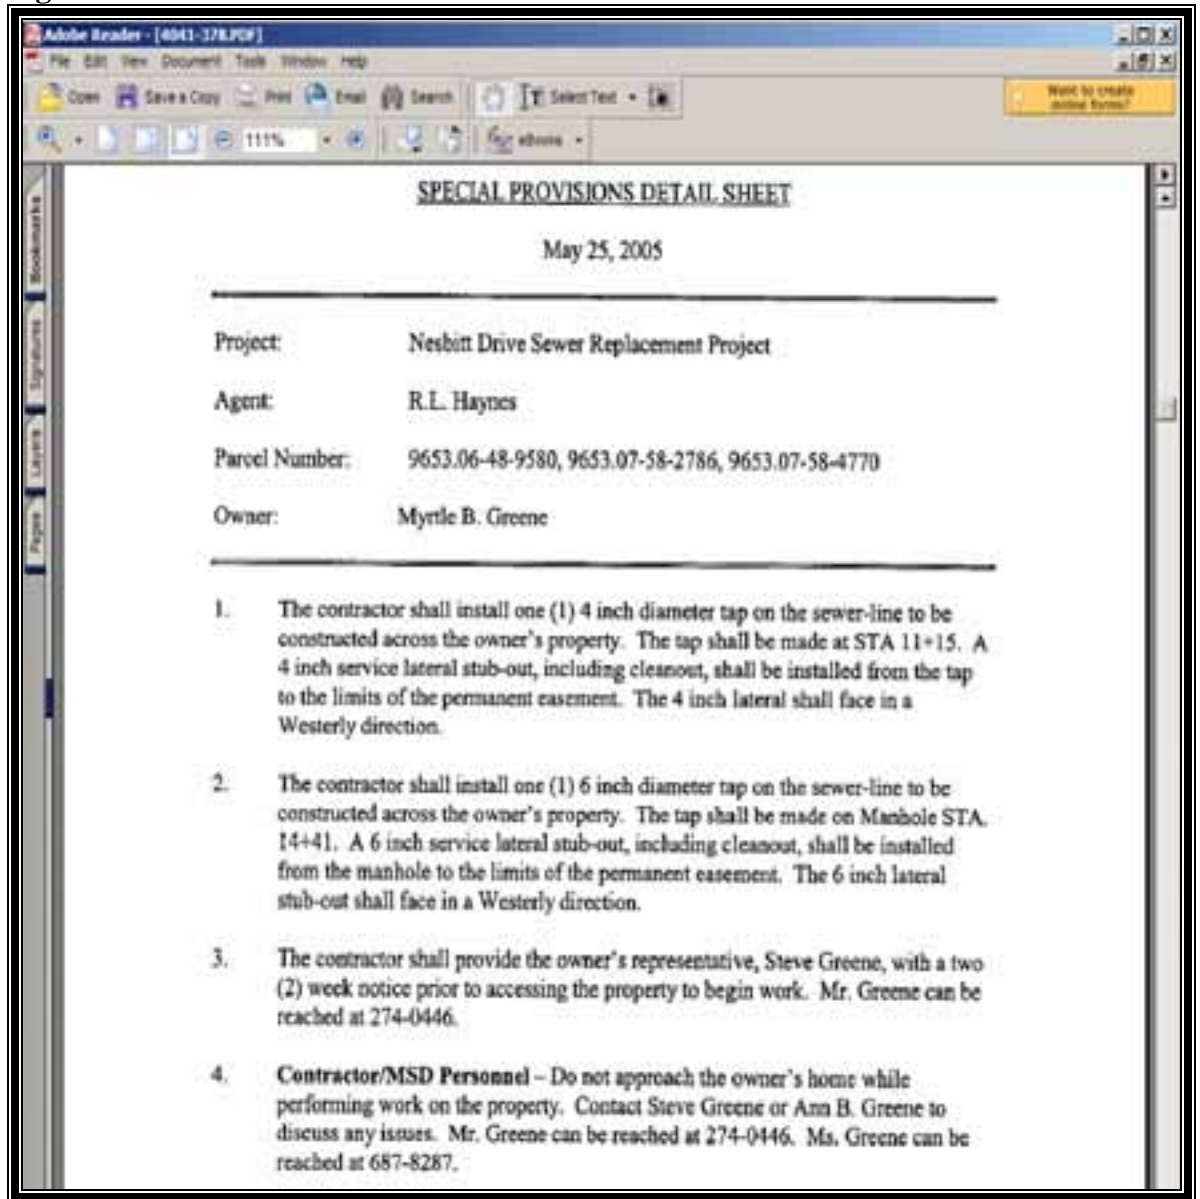 Adobe Reader - [4041-378.PDF]
File Edit View Document Tools Window Help
Open Save a Copy Print Email Search Select Text
Want to create
online forms?
111% eBooks
Bookmarks
Signatures
Layers
Pages
SPECIAL PROVISIONS DETAIL SHEET
May 25, 2005
Project: Nesbitt Drive Sewer Replacement Project
Agent: R.L. Haynes
Parcel Number: 9653.06-48-9580, 9653.07-58-2786, 9653.07-58-4770
Owner: Myrtle B. Greene
1. The contractor shall install one (1) 4 inch diameter tap on the sewer-line to be
constructed across the owner's property. The tap shall be made at STA 11+15. A
4 inch service lateral stub-out, including cleanout, shall be installed from the tap
to the limits of the permanent easement. The 4 inch lateral shall face in a
Westerly direction.
2. The contractor shall install one (1) 6 inch diameter tap on the sewer-line to be
constructed across the owner's property. The tap shall be made on Manhole STA.
14+41. A 6 inch service lateral stub-out, including cleanout, shall be installed
from the manhole to the limits of the permanent easement. The 6 inch lateral
stub-out shall face in a Westerly direction.
3. The contractor shall provide the owner's representative, Steve Greene, with a two
(2) week notice prior to accessing the property to begin work. Mr. Greene can be
reached at 274-0446.
4. Contractor/MSD Personnel – Do not approach the owner's home while
performing work on the property. Contact Steve Greene or Ann B. Greene to
discuss any issues. Mr. Greene can be reached at 274-0446. Ms. Greene can be
reached at 687-8287.